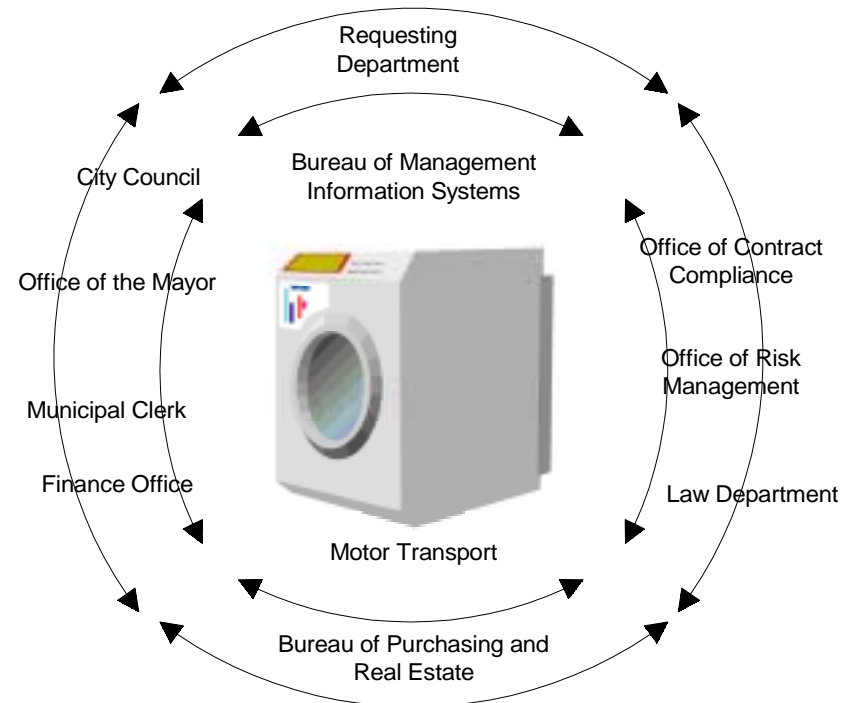 Requesting
Department
City Council
Bureau of Management
Information Systems
Office of the Mayor
Office of Contract
Compliance
Municipal Clerk
Office of Risk
Management
Finance Office
Law Department
Motor Transport
Bureau of Purchasing and
Real Estate